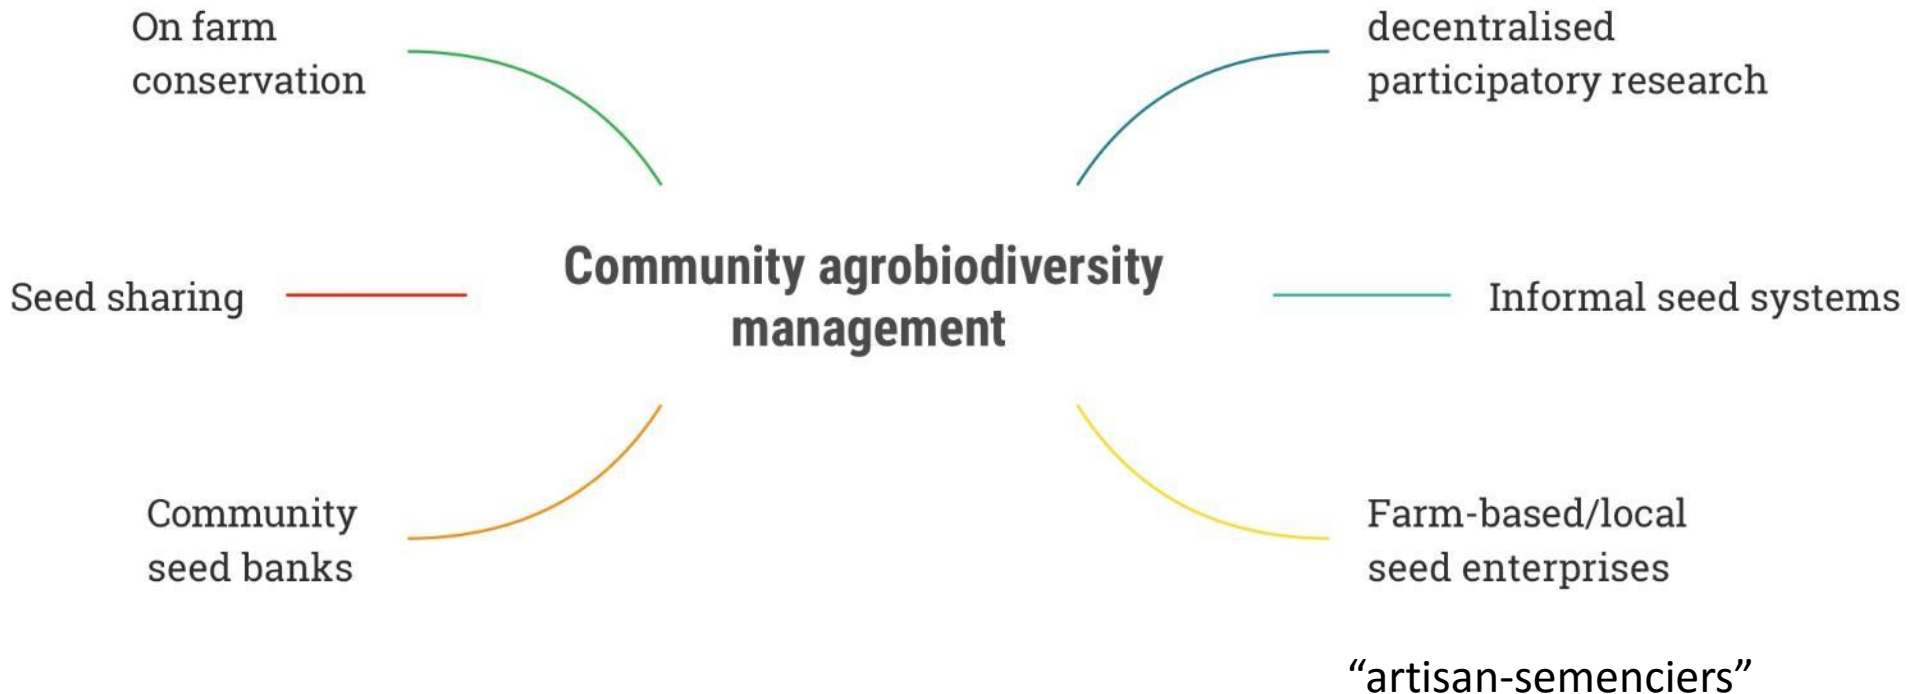 On farm
conservation
decentralised
participatory research
Seed sharing
Community agrobiodiversity
management
Informal seed systems
Community
seed banks
Farm-based/local
seed enterprises
“artisan-semenciers”